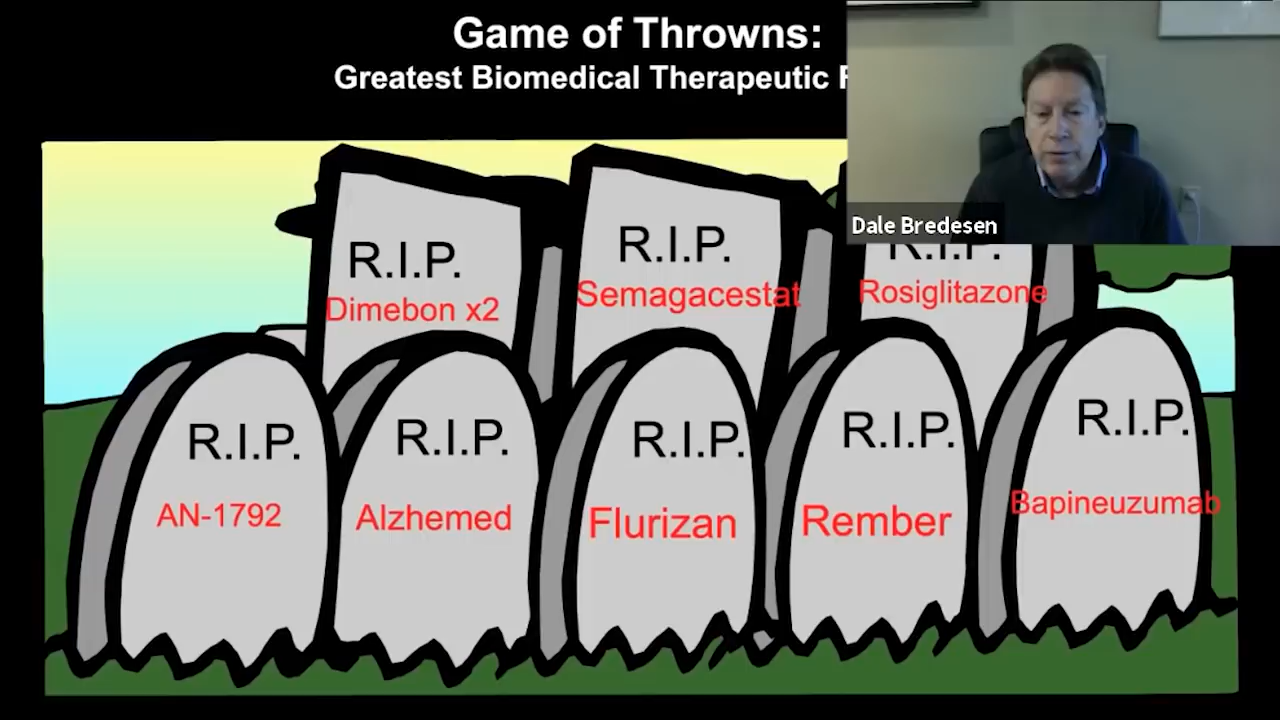 Game of Throwns:
Greatest Biomedical Therapeutic
Dale Bredesen
R.I.P.
Dimebon x2
R.I.P.
Semagacestat
R.I.P.
Rosiglitazone
R.I.P.
AN-1792
R.I.P.
Alzhemed
R.I.P.
Flurizan
R.I.P.
Rember
R.I.P.
Bapineuzumab